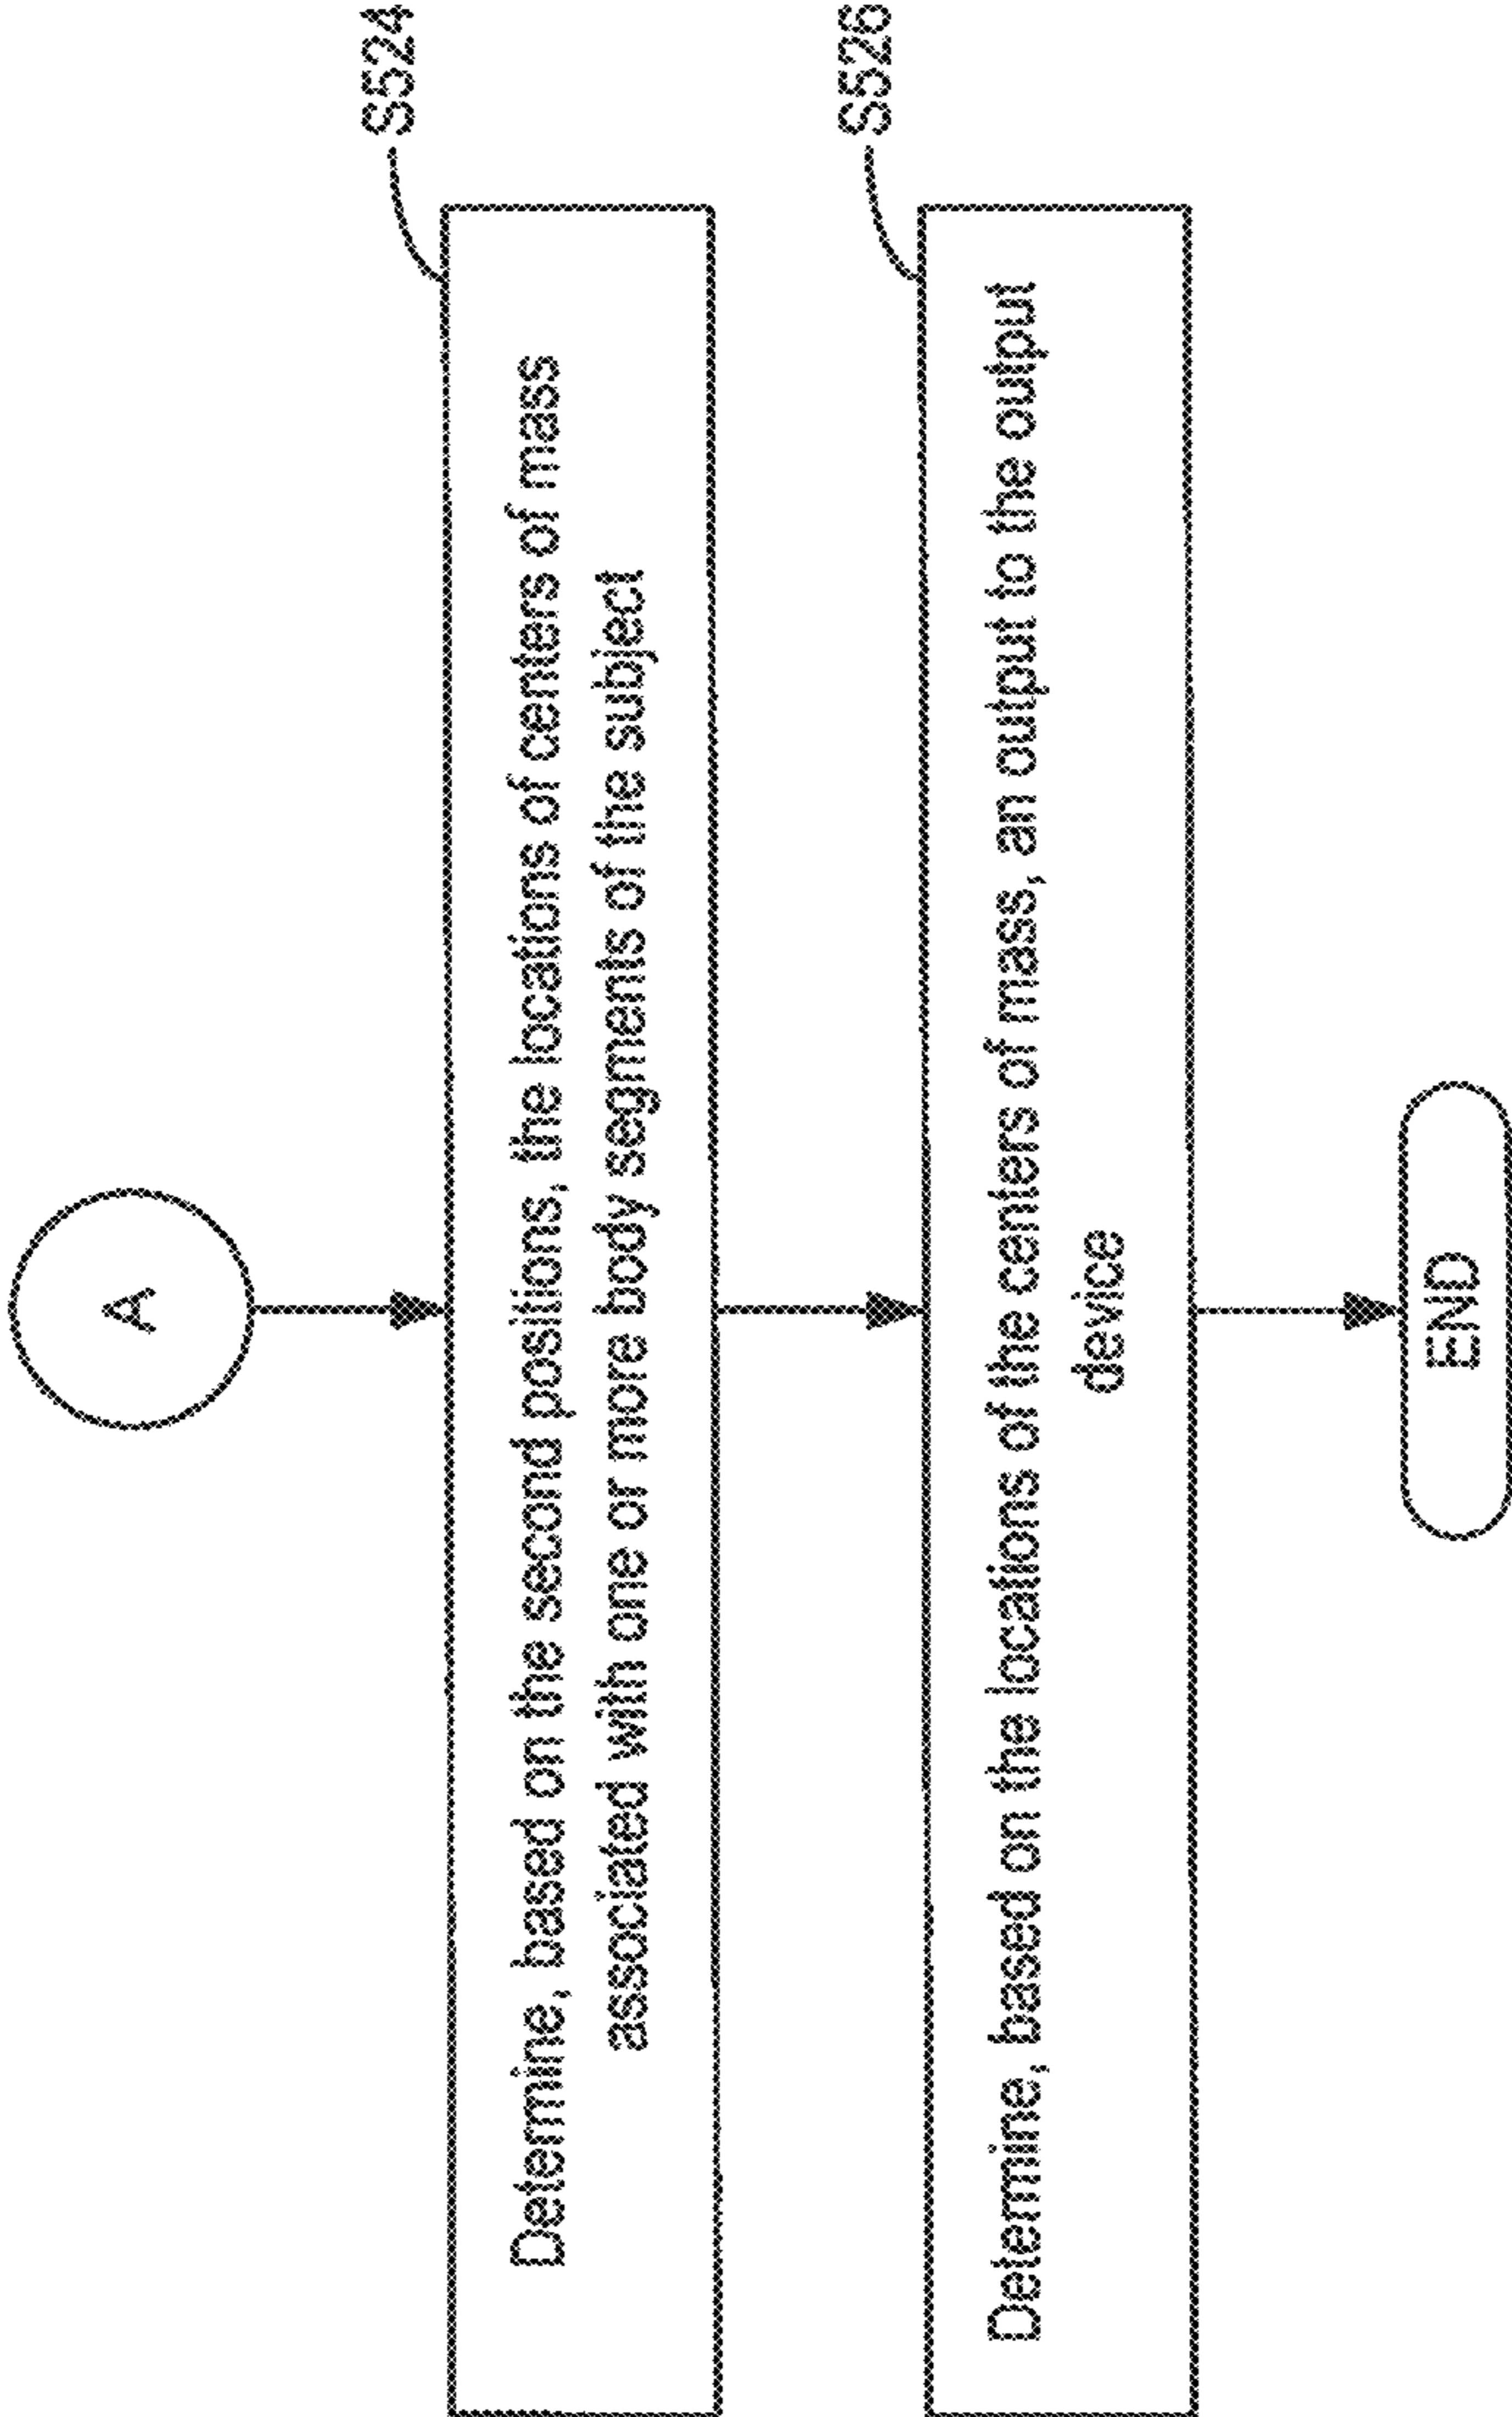 A
S524
Determine, based on the second positions, the locations of centers of mass
associated with one or more body segments of the subject
S526
Determine, based on the locations of the centers of mass, an output to the output
device
END